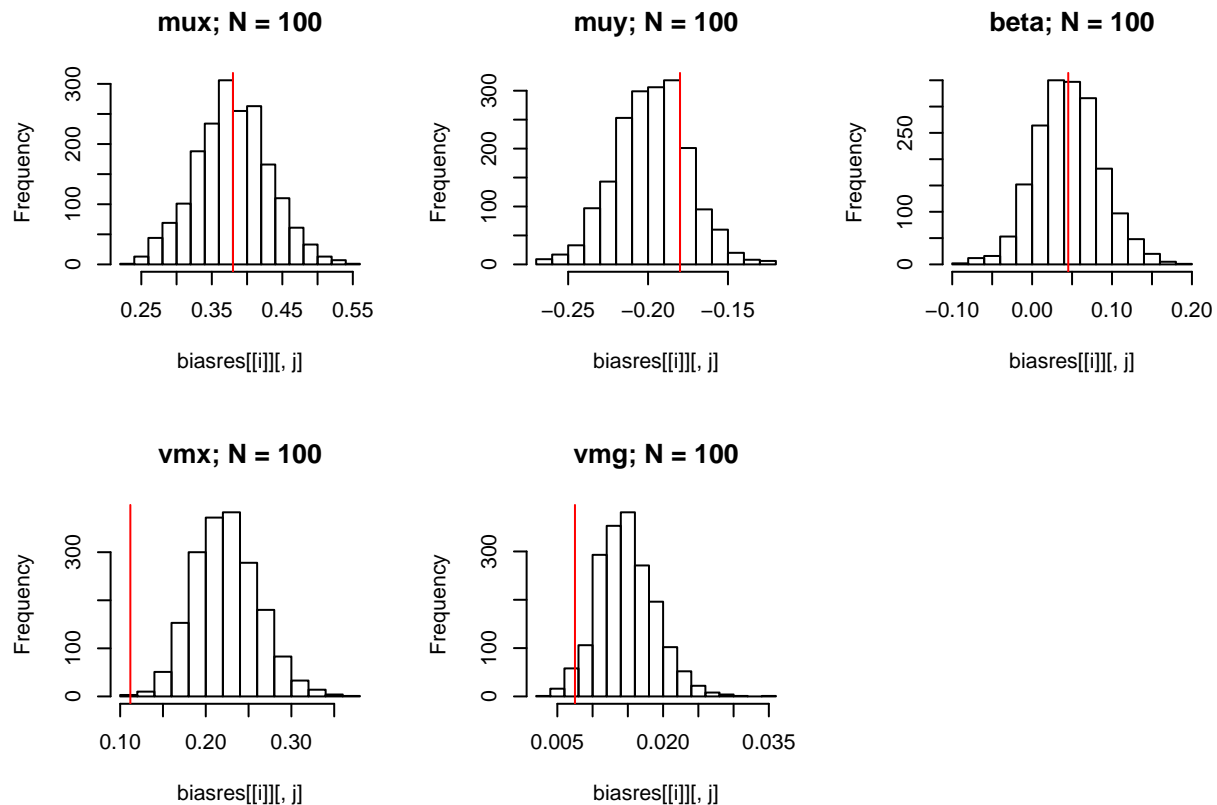 mux; N = 100
Frequency
0 100 200 300
0.25 0.35 0.45 0.55
biasres[[i]][, j]
muy; N = 100
Frequency
0 50 100 200 300
−0.25 −0.20 −0.15
biasres[[i]][, j]
beta; N = 100
Frequency
0 100 250
−0.10 0.00 0.10 0.20
biasres[[i]][, j]
vmx; N = 100
Frequency
0 100 300
0.10 0.20 0.30
biasres[[i]][, j]
vmg; N = 100
Frequency
0 100 300
0.005 0.020 0.035
biasres[[i]][, j]